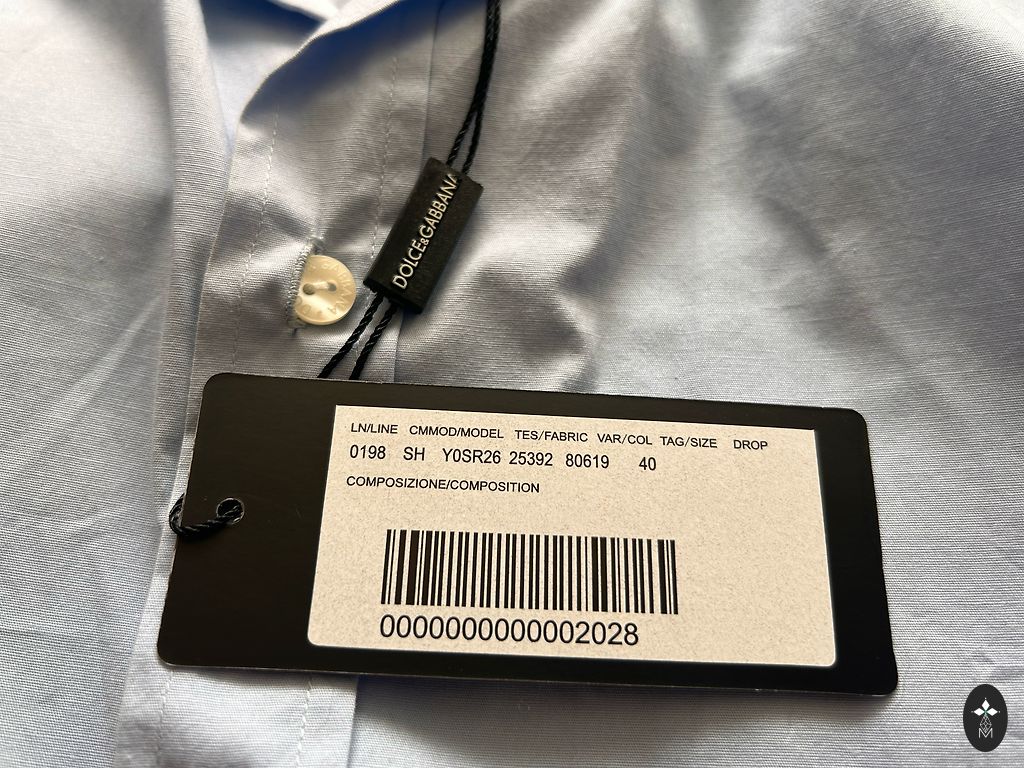 DOLCE&GABBANA
GABBANA
LN/LINE CMMOD/MODEL TES/FABRIC VAR/COL TAG/SIZE DROP
0198 SH Y0SR26 25392 80619 40
COMPOSIZIONE/COMPOSITION
0000000000002028
M